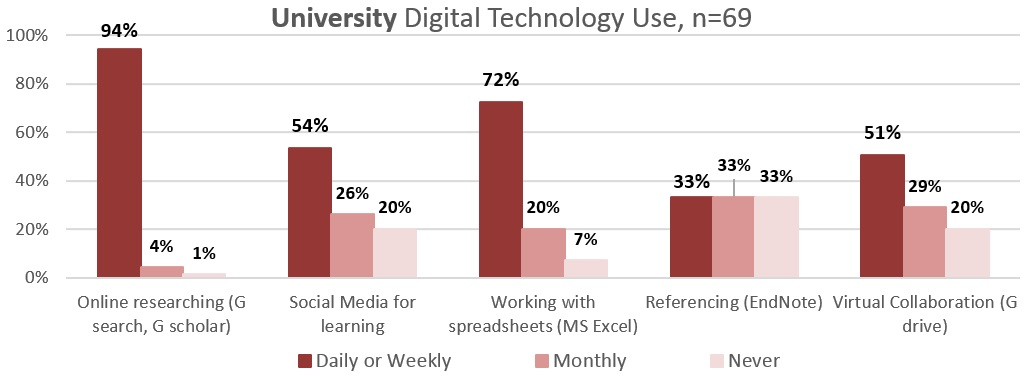 University Digital Technology Use, n=69
100%
80%
60%
40%
20%
0%
94%
4%
1%
54%
26%
20%
72%
20%
7%
33%
33%
33%
51%
29%
20%
Online researching (G
search, G scholar)
Social Media for
learning
Working with
spreadsheets (MS Excel)
Referencing (EndNote)
Virtual Collaboration (G
drive)
Daily or Weekly
Monthly
Never